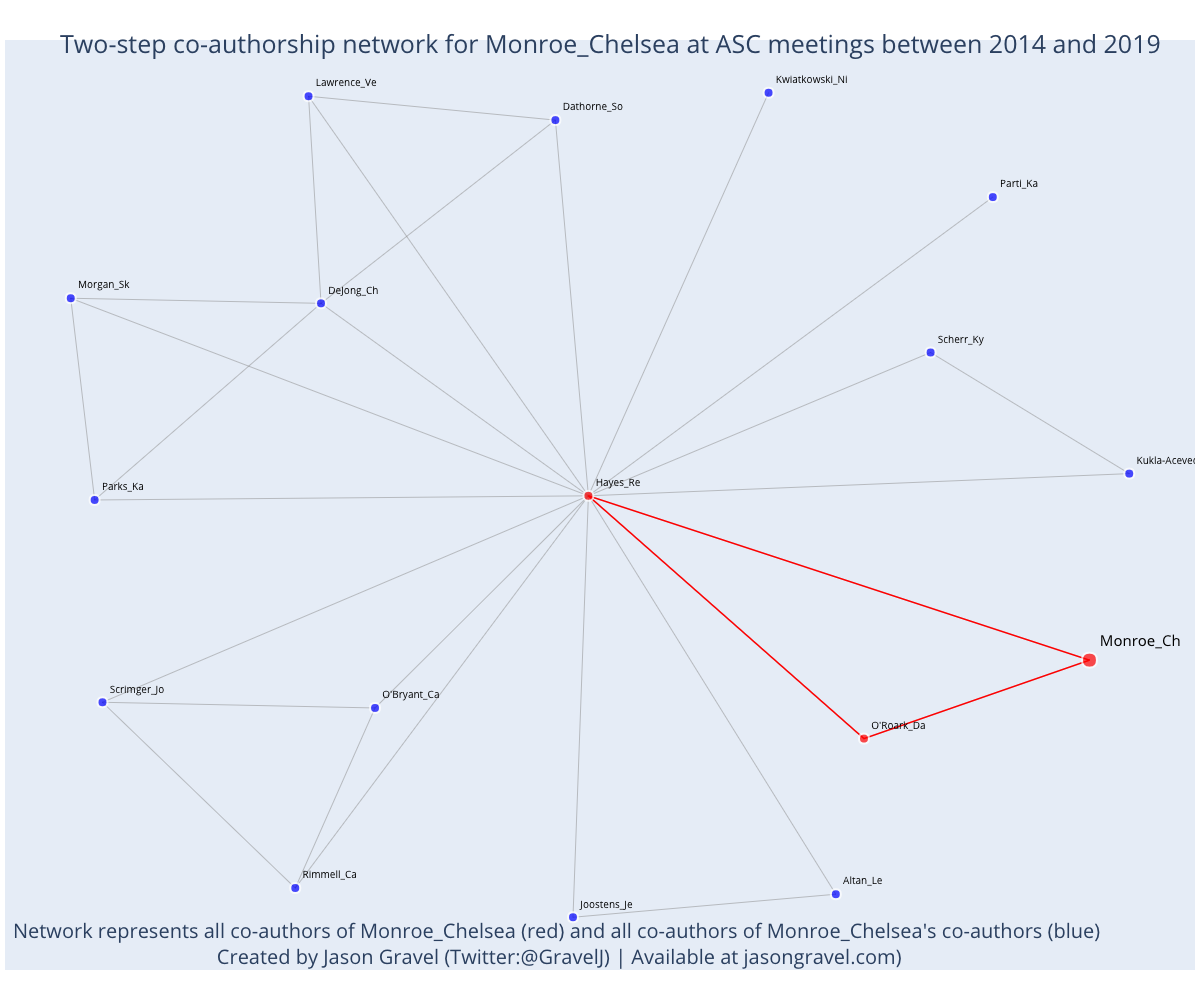 Two-step co-authorship network for Monroe_Chelsea at ASC meetings between 2014 and 2019
Kwiatkowski_Ni
Lawrence_Ve
Dathorne_So
Parti_Ka
Morgan_Sk
DeJong_Ch
Scherr_Ky
Kukla-Aceved
Hayes_Re
Parks_Ka
Monroe_Ch
Scrimger_Jo
O'Bryant_Ca
O'Roark_Da
Rimmell_Ca
Altan_Le
Joostens_Je
Network represents all co-authors of Monroe_Chelsea (red) and all co-authors of Monroe_Chelsea's co-authors (blue)
Created by Jason Gravel (Twitter:@GravelJ) | Available at jasongravel.com)